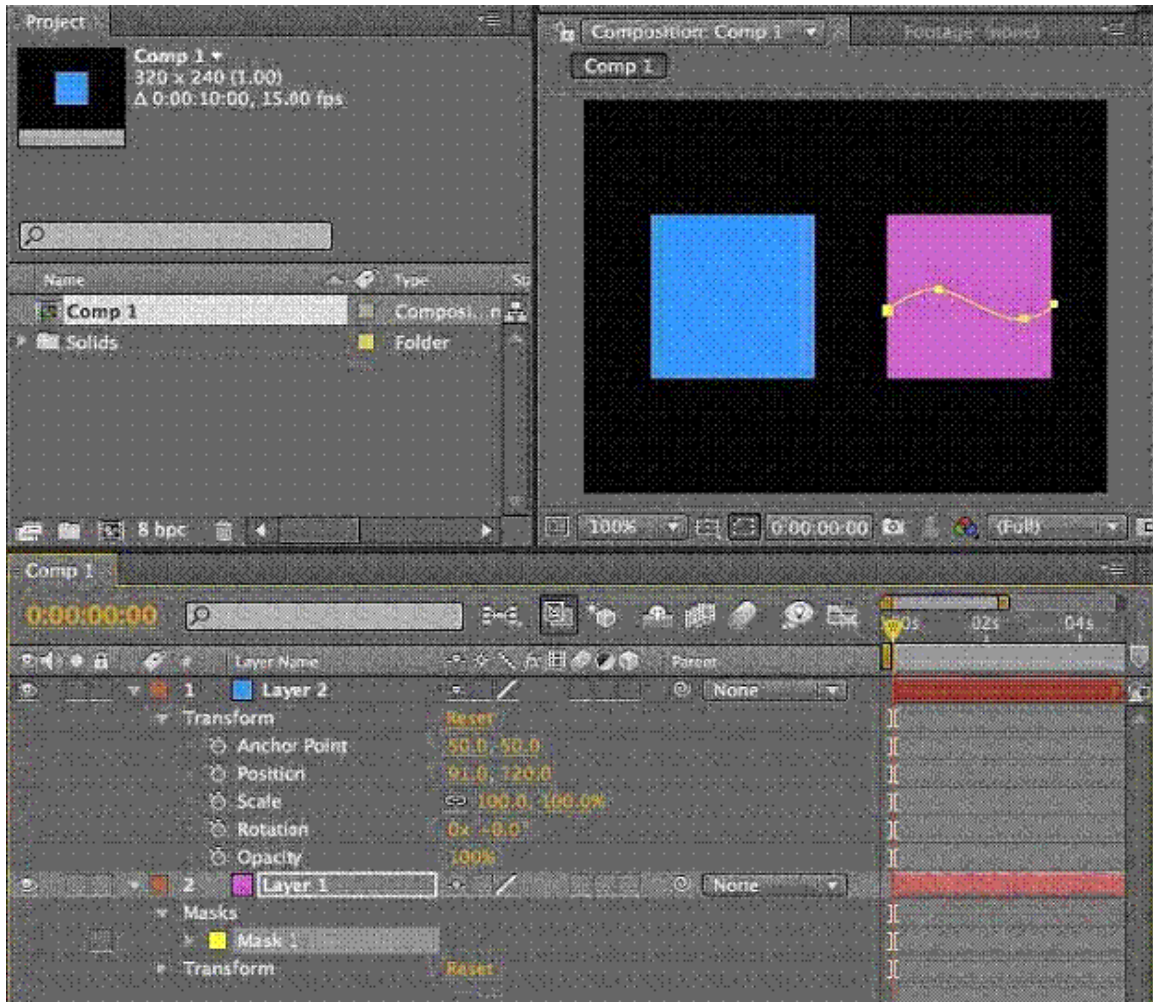 Project
Comp 1
320 x 240 (1.00)
Δ 0:00:10:00, 15.00 fps
Name Type
Comp 1 Composi...n
Solids Folder
8 bpc
Composition: Comp 1 Footage: (none)
Comp 1
100% 0:00:00:00 (Full)
Comp 1
0:00:00:00
02s 04s
# Layer Name Parent
1 Layer 2 None
Transform Reset
Anchor Point 50.0, 50.0
Position 91.0, 120.0
Scale 100.0, 100.0%
Rotation 0x +0.0°
Opacity 100%
2 Layer 1 None
Masks
Mask 1
Transform Reset